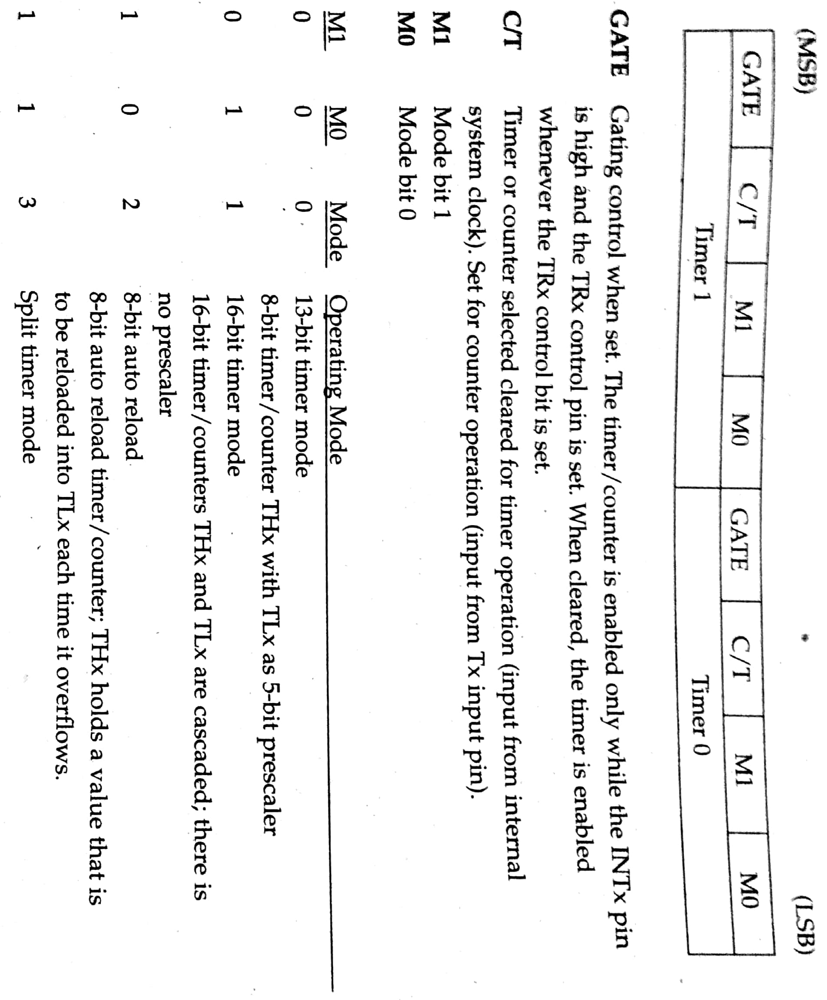 (MSB) (LSB)
GATE C/T M1 M0 GATE C/T M1 M0
Timer 1 Timer 0
GATE Gating control when set. The timer/counter is enabled only while the INTx pin
is high and the TRx control pin is set. When cleared, the timer is enabled
whenever the TRx control bit is set.
C/T Timer or counter selected cleared for timer operation (input from internal
system clock). Set for counter operation (input from Tx input pin).
M1 Mode bit 1
M0 Mode bit 0
M1 M0 Mode Operating Mode
0 0 0 13-bit timer mode
8-bit timer/counter THx with TLx as 5-bit prescaler
0 1 1 16-bit timer mode
16-bit timer/counters THx and TLx are cascaded; there is
no prescaler
1 0 2 8-bit auto reload
8-bit auto reload timer/counter; THx holds a value that is
to be reloaded into TLx each time it overflows.
1 1 3 Split timer mode